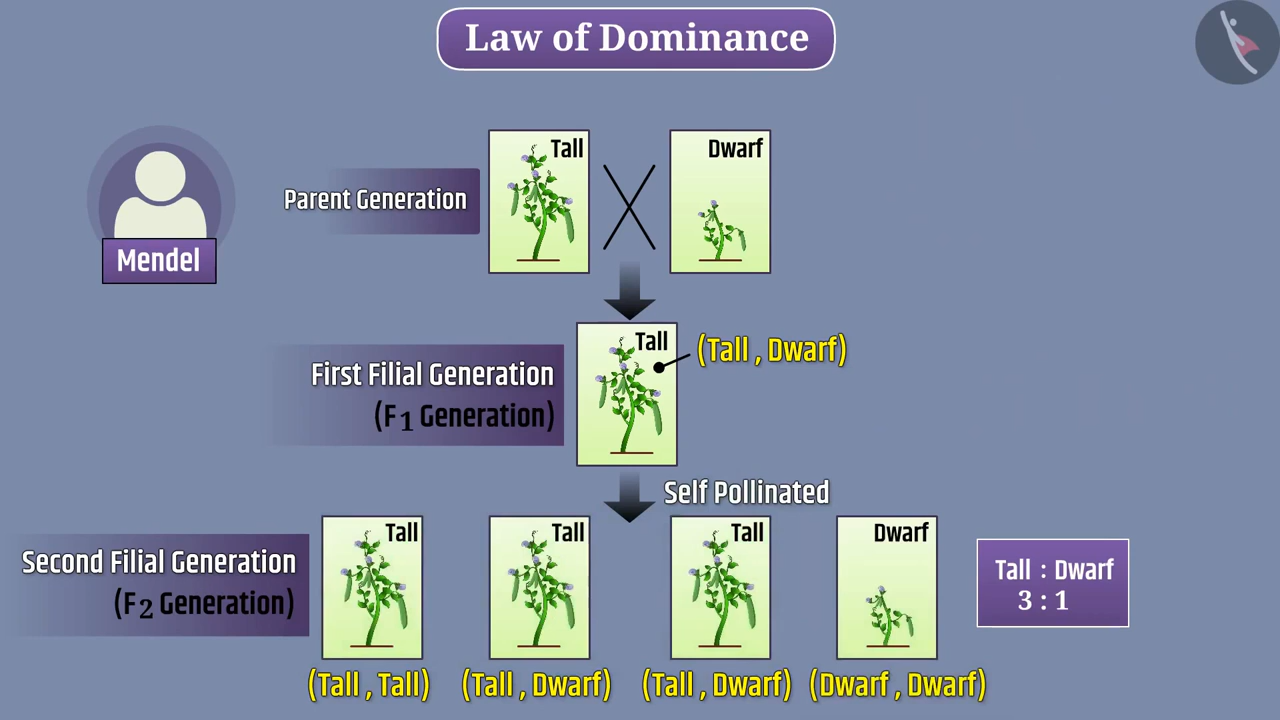 Law of Dominance
Mendel
Parent Generation
Tall
Dwarf
First Filial Generation
(F1 Generation)
Tall
(Tall , Dwarf)
Self Pollinated
Second Filial Generation
(F2 Generation)
Tall
Tall
Tall
Dwarf
(Tall , Tall)
(Tall , Dwarf)
(Tall , Dwarf)
(Dwarf , Dwarf)
Tall : Dwarf
3 : 1